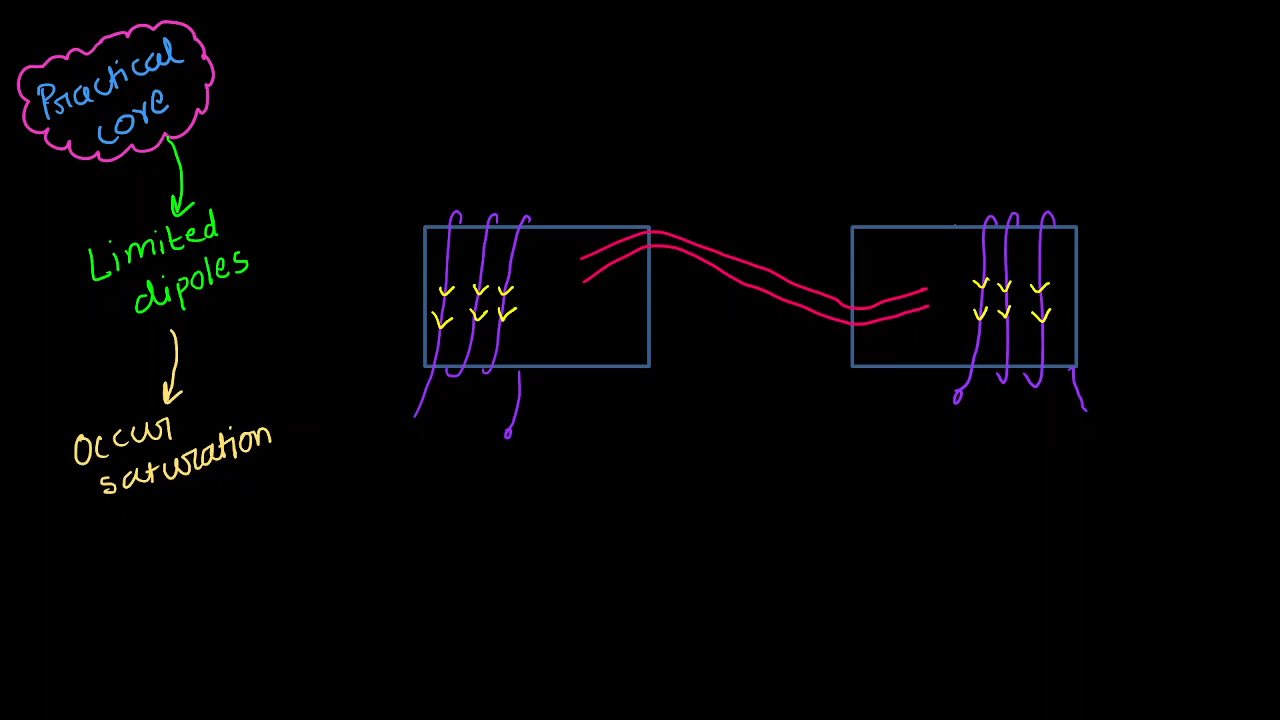 Practical
core
Limited
dipoles
Occur
saturation